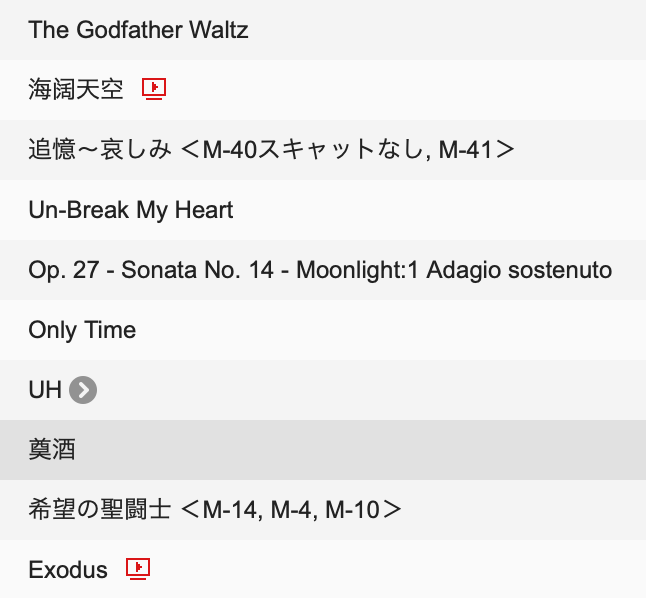 The Godfather Waltz
海阔天空
追憶～哀しみ ＜M-40スキャットなし, M-41＞
Un-Break My Heart
Op. 27 - Sonata No. 14 - Moonlight:1 Adagio sostenuto
Only Time
UH
奠酒
希望の聖闘士 ＜M-14, M-4, M-10＞
Exodus